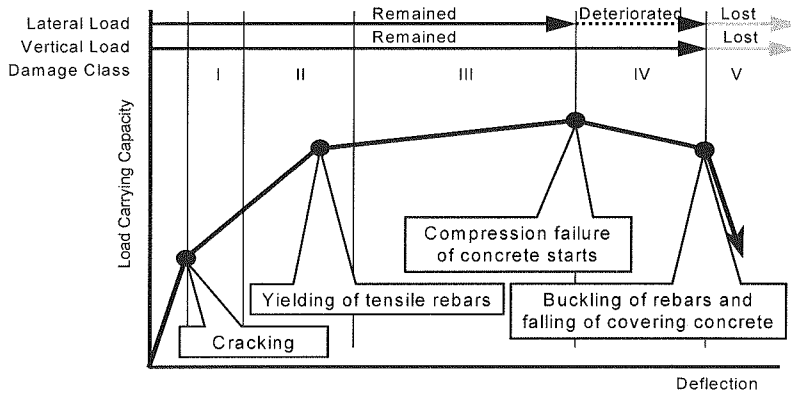 Remained Deteriorated Lost
Lateral Load
Remained Lost
Vertical Load
Damage Class I II III IV V
Load Carrying Capacity
Compression failure
of concrete starts
Yielding of tensile rebars
Buckling of rebars and
falling of covering concrete
Cracking
Deflection